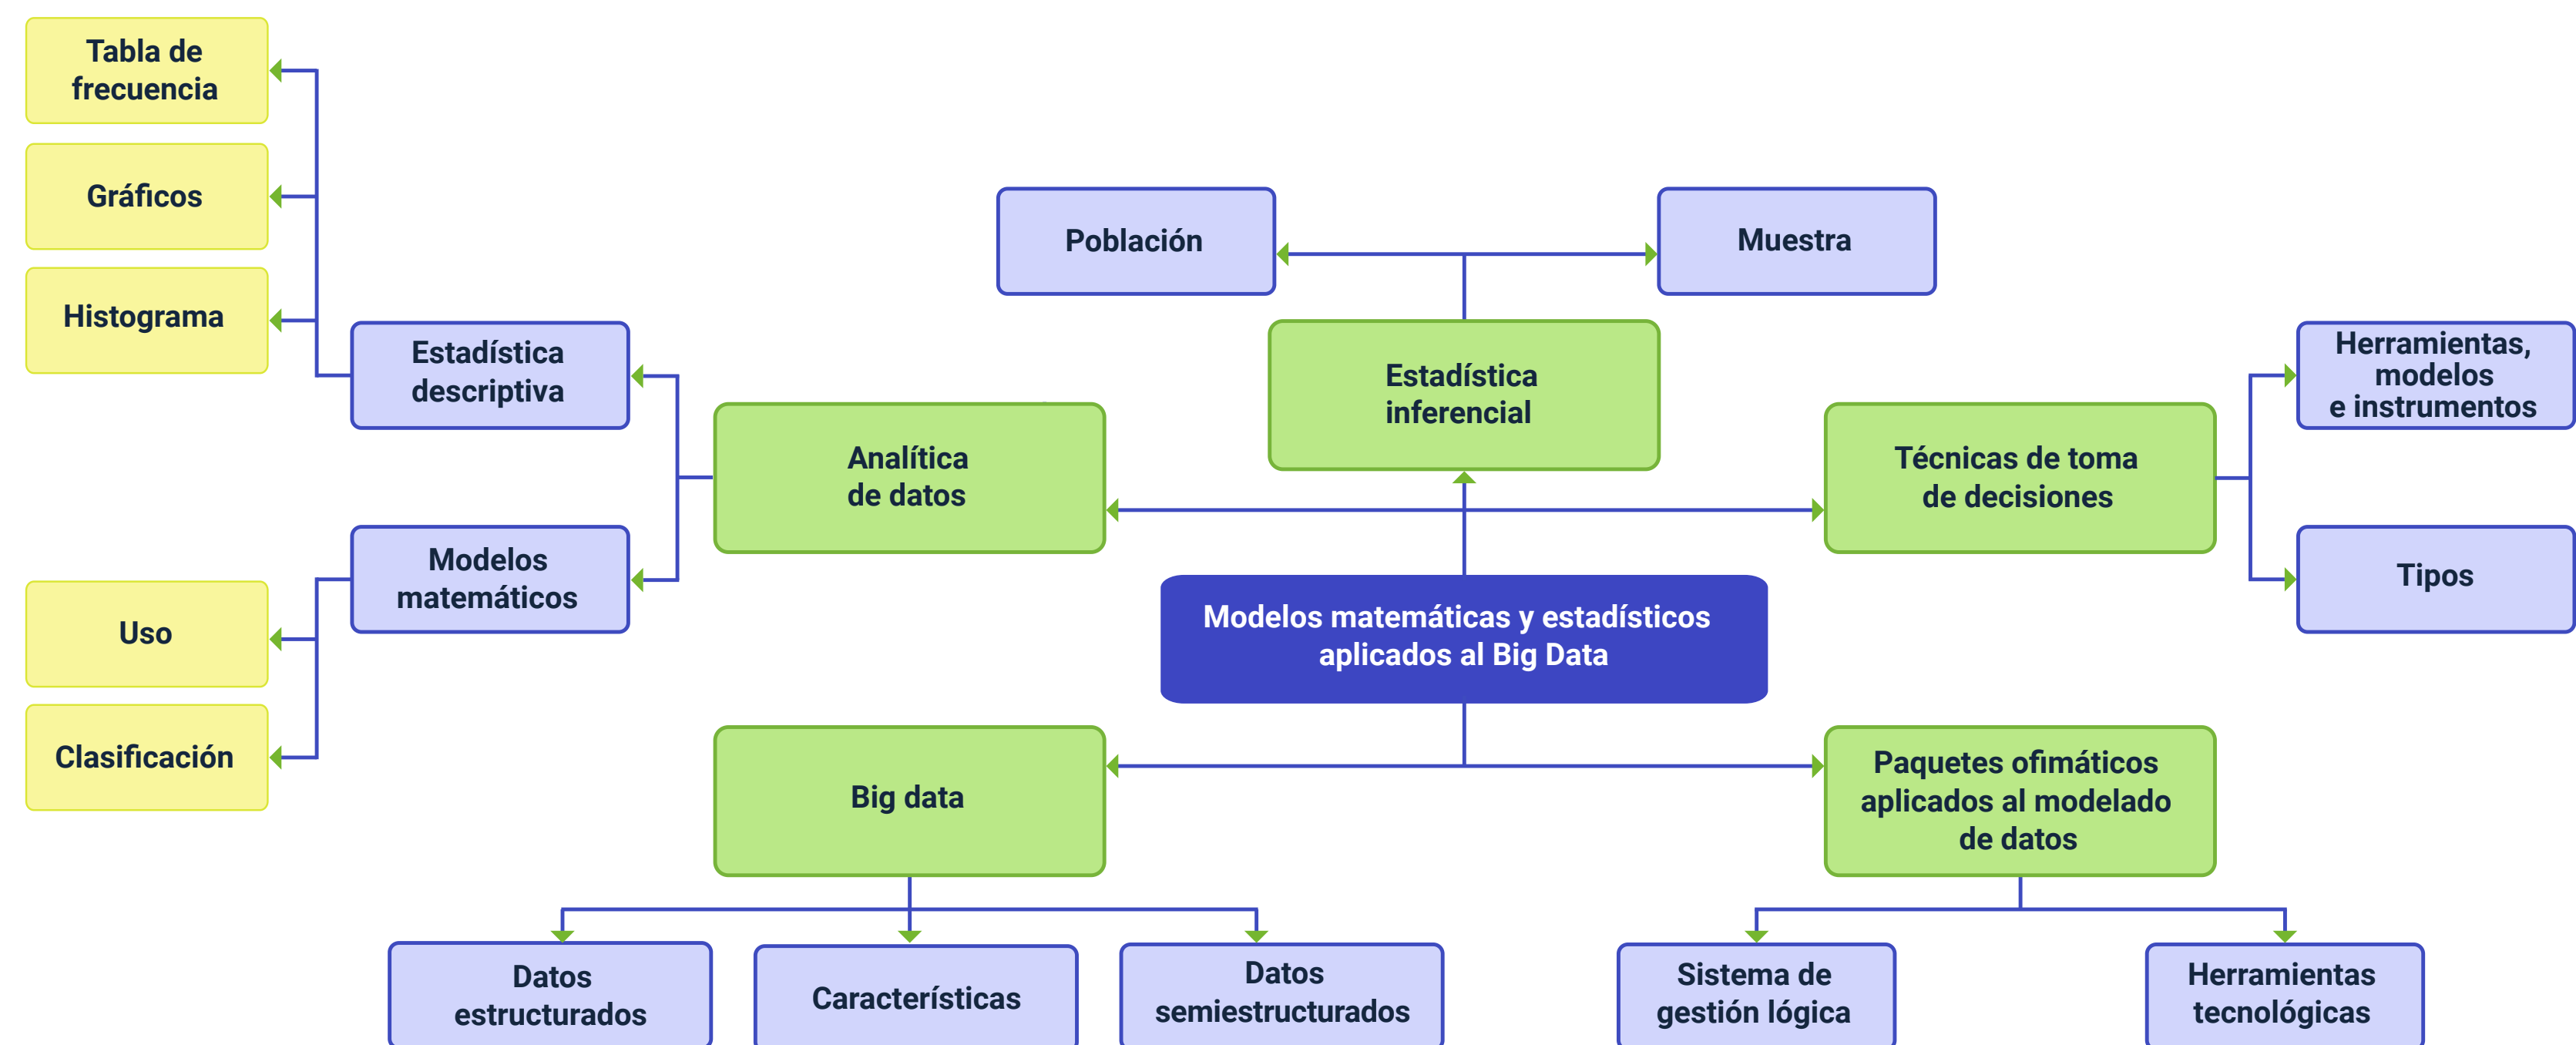 Tabla de
frecuencia
Gráficos
Histograma
Estadística
descriptiva
Modelos
matemáticos
Uso
Clasificación
Analítica
de datos
Población
Muestra
Estadística
inferencial
Técnicas de toma
de decisiones
Herramientas,
modelos
e instrumentos
Tipos
Modelos matemáticas y estadísticos
aplicados al Big Data
Big data
Paquetes ofimáticos
aplicados al modelado
de datos
Datos
estructurados
Características
Datos
semiestructurados
Sistema de
gestión lógica
Herramientas
tecnológicas